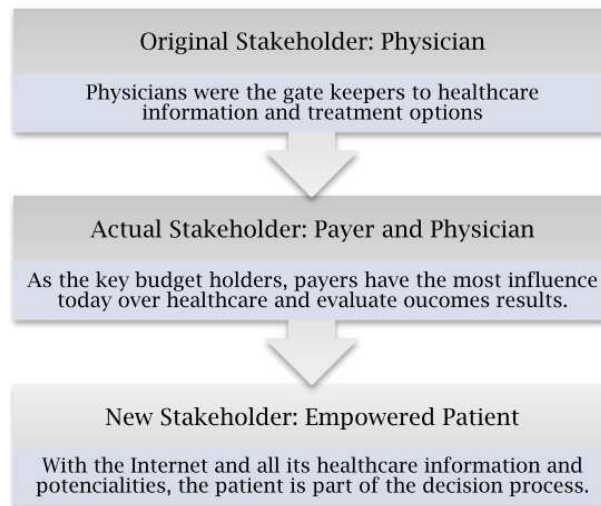 Original Stakeholder: Physician
Physicians were the gate keepers to healthcare
information and treatment options
Actual Stakeholder: Payer and Physician
As the key budget holders, payers have the most influence
today over healthcare and evaluate oucomes results.
New Stakeholder: Empowered Patient
With the Internet and all its healthcare information and
potencialities, the patient is part of the decision process.